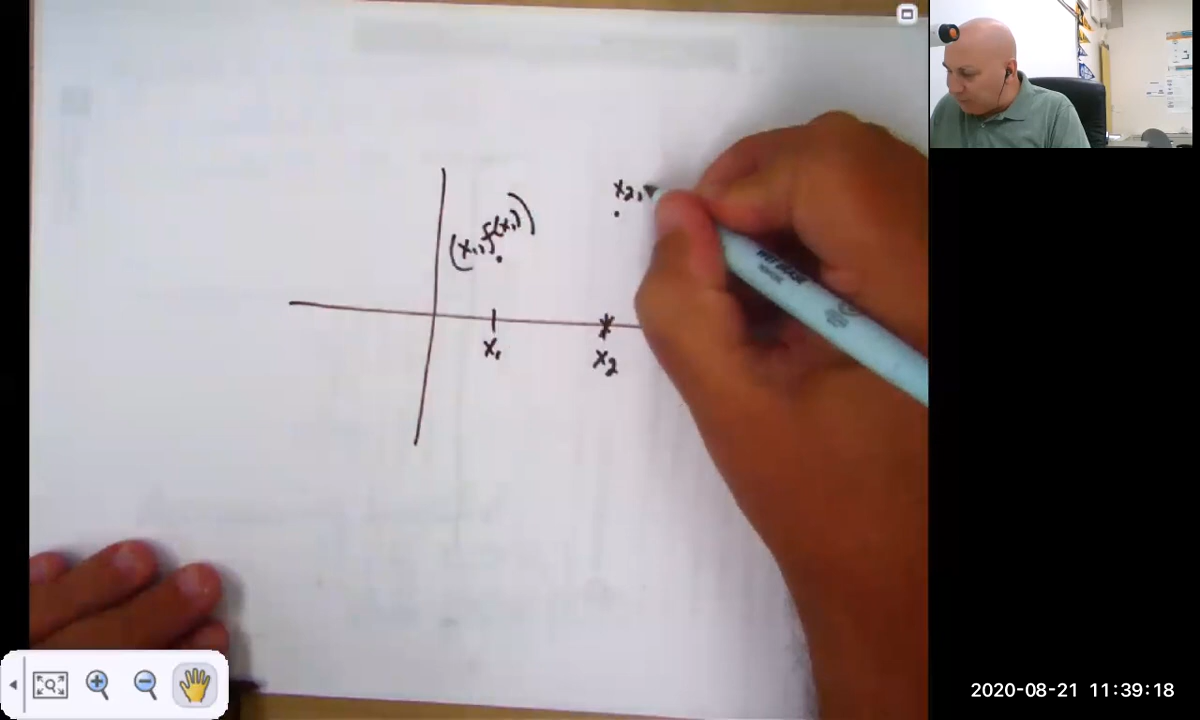 x₂,
(x₁, f(x₁))
x₁
x₂
2020-08-21 11:39:18